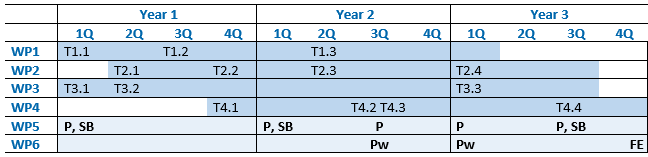 Year 1 Year 2 Year 3
1Q 2Q 3Q 4Q 1Q 2Q 3Q 4Q 1Q 2Q 3Q 4Q
WP1 T1.1 T1.2 T1.3
WP2 T2.1 T2.2 T2.3 T2.4
WP3 T3.1 T3.2 T3.3
WP4 T4.1 T4.2 T4.3 T4.4
WP5 P, SB P, SB P P P, SB
WP6 Pw Pw FE